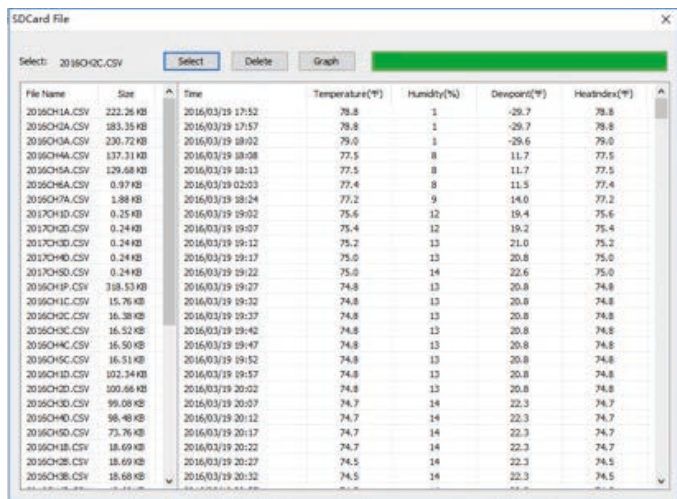 SDCard File
Select: 2016CH2C.CSV Select Delete Graph
File Name Size Time Temperature(℉) Humidity(%) Dewpoint(℉) HeatIndex(℉)
2016CH1A.CSV 222.26 KB 2016/03/19 17:52 78.8 1 -29.7 78.8
2016CH2A.CSV 183.35 KB 2016/03/19 17:57 78.8 1 -29.7 78.8
2016CH3A.CSV 230.72 KB 2016/03/19 18:02 79.0 1 -29.6 79.0
2016CH4A.CSV 137.31 KB 2016/03/19 18:08 77.5 8 11.7 77.5
2016CH5A.CSV 129.68 KB 2016/03/19 18:13 77.5 8 11.7 77.5
2016CH6A.CSV 0.97 KB 2016/03/19 02:03 77.4 8 11.5 77.4
2016CH7A.CSV 1.88 KB 2016/03/19 18:24 77.2 9 14.0 77.2
2017CH1D.CSV 0.25 KB 2016/03/19 19:02 75.6 12 19.4 75.6
2017CH2D.CSV 0.24 KB 2016/03/19 19:07 75.4 12 19.2 75.4
2017CH3D.CSV 0.24 KB 2016/03/19 19:12 75.2 13 21.0 75.2
2017CH4D.CSV 0.24 KB 2016/03/19 19:17 75.0 13 20.8 75.0
2017CH5D.CSV 0.24 KB 2016/03/19 19:22 75.0 14 22.6 75.0
2016CH1P.CSV 318.53 KB 2016/03/19 19:27 74.8 13 20.8 74.8
2016CH1C.CSV 15.76 KB 2016/03/19 19:32 74.8 13 20.8 74.8
2016CH2C.CSV 16.38 KB 2016/03/19 19:37 74.8 13 20.8 74.8
2016CH3C.CSV 16.52 KB 2016/03/19 19:42 74.8 13 20.8 74.8
2016CH4C.CSV 16.50 KB 2016/03/19 19:47 74.8 13 20.8 74.8
2016CH5C.CSV 16.51 KB 2016/03/19 19:52 74.8 13 20.8 74.8
2016CH1D.CSV 102.34 KB 2016/03/19 19:57 74.8 13 20.8 74.8
2016CH2D.CSV 100.66 KB 2016/03/19 20:02 74.8 13 20.8 74.8
2016CH3D.CSV 99.08 KB 2016/03/19 20:07 74.7 14 22.3 74.7
2016CH4D.CSV 98.48 KB 2016/03/19 20:12 74.7 14 22.3 74.7
2016CH5D.CSV 73.76 KB 2016/03/19 20:17 74.7 14 22.3 74.7
2016CH1B.CSV 18.69 KB 2016/03/19 20:22 74.7 14 22.3 74.7
2016CH2B.CSV 18.69 KB 2016/03/19 20:27 74.5 14 22.3 74.5
2016CH3B.CSV 18.68 KB 2016/03/19 20:32 74.5 14 22.3 74.5